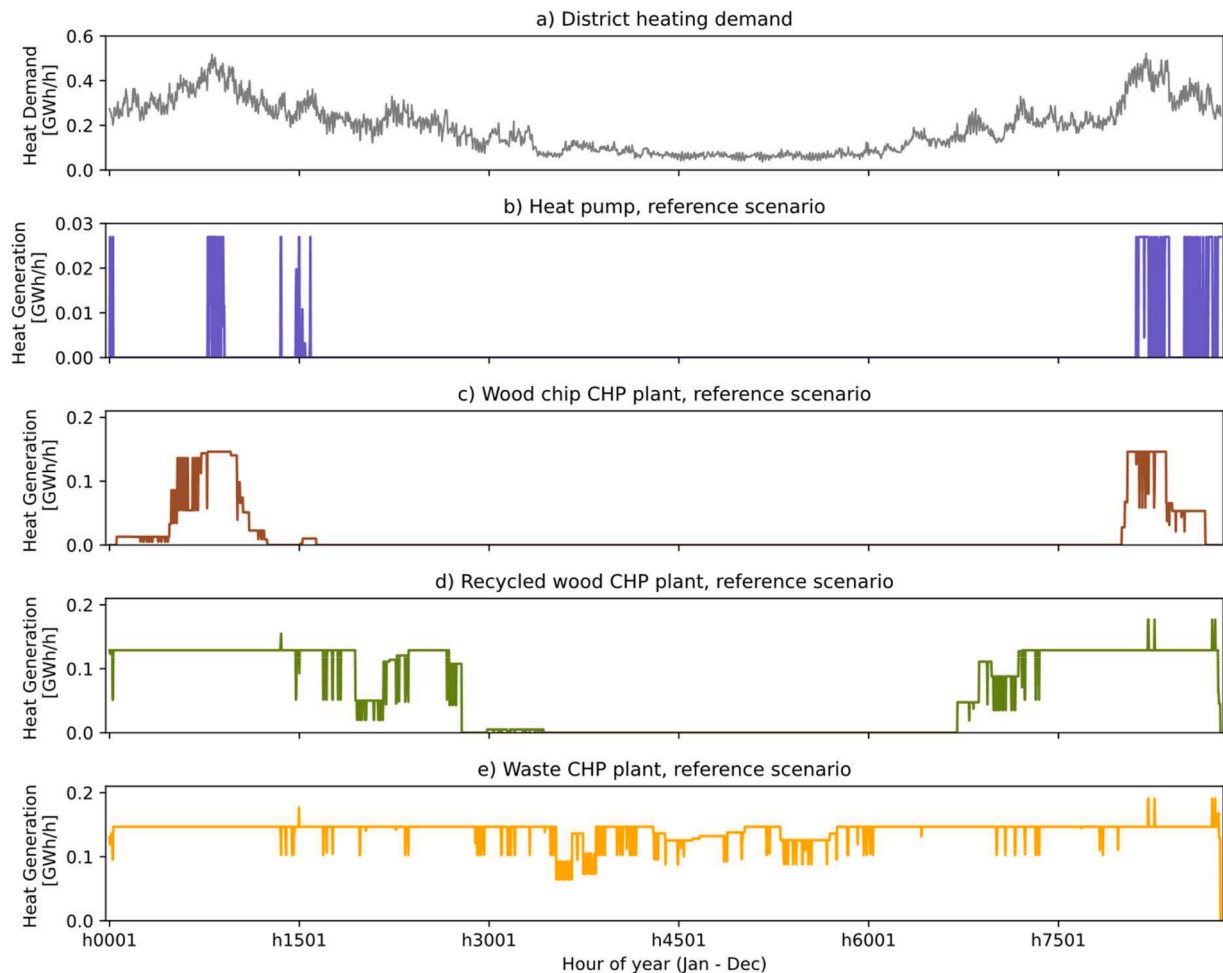 a) District heating demand
Heat Demand
[GWh/h]
0.6
0.4
0.2
0.0
b) Heat pump, reference scenario
Heat Generation
[GWh/h]
0.03
0.02
0.01
0.00
c) Wood chip CHP plant, reference scenario
Heat Generation
[GWh/h]
0.2
0.1
0.0
d) Recycled wood CHP plant, reference scenario
Heat Generation
[GWh/h]
0.2
0.1
0.0
e) Waste CHP plant, reference scenario
Heat Generation
[GWh/h]
0.2
0.1
0.0
h0001 h1501 h3001 h4501 h6001 h7501
Hour of year (Jan - Dec)